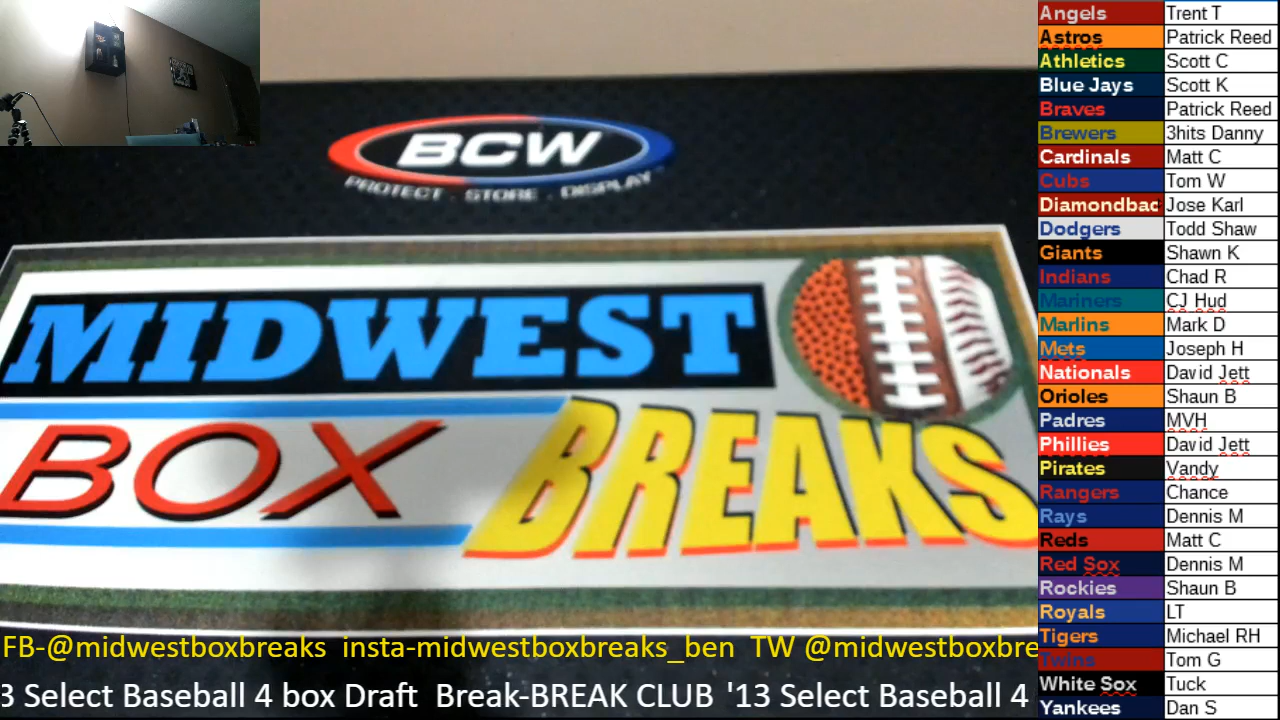 BCW
PROTECT . STORE . DISPLAY
MIDWEST
BOX BREAKS
FB-@midwestboxbreaks insta-midwestboxbreaks_ben TW @midwestboxbre
3 Select Baseball 4 box Draft Break-BREAK CLUB '13 Select Baseball 4
Angels Trent T
Astros Patrick Reed
Athletics Scott C
Blue Jays Scott K
Braves Patrick Reed
Brewers 3hits Danny
Cardinals Matt C
Cubs Tom W
Diamondbac Jose Karl
Dodgers Todd Shaw
Giants Shawn K
Indians Chad R
Mariners CJ Hud
Marlins Mark D
Mets Joseph H
Nationals David Jett
Orioles Shaun B
Padres MVH
Phillies David Jett
Pirates Vandy
Rangers Chance
Rays Dennis M
Reds Matt C
Red Sox Dennis M
Rockies Shaun B
Royals LT
Tigers Michael RH
Twins Tom G
White Sox Tuck
Yankees Dan S